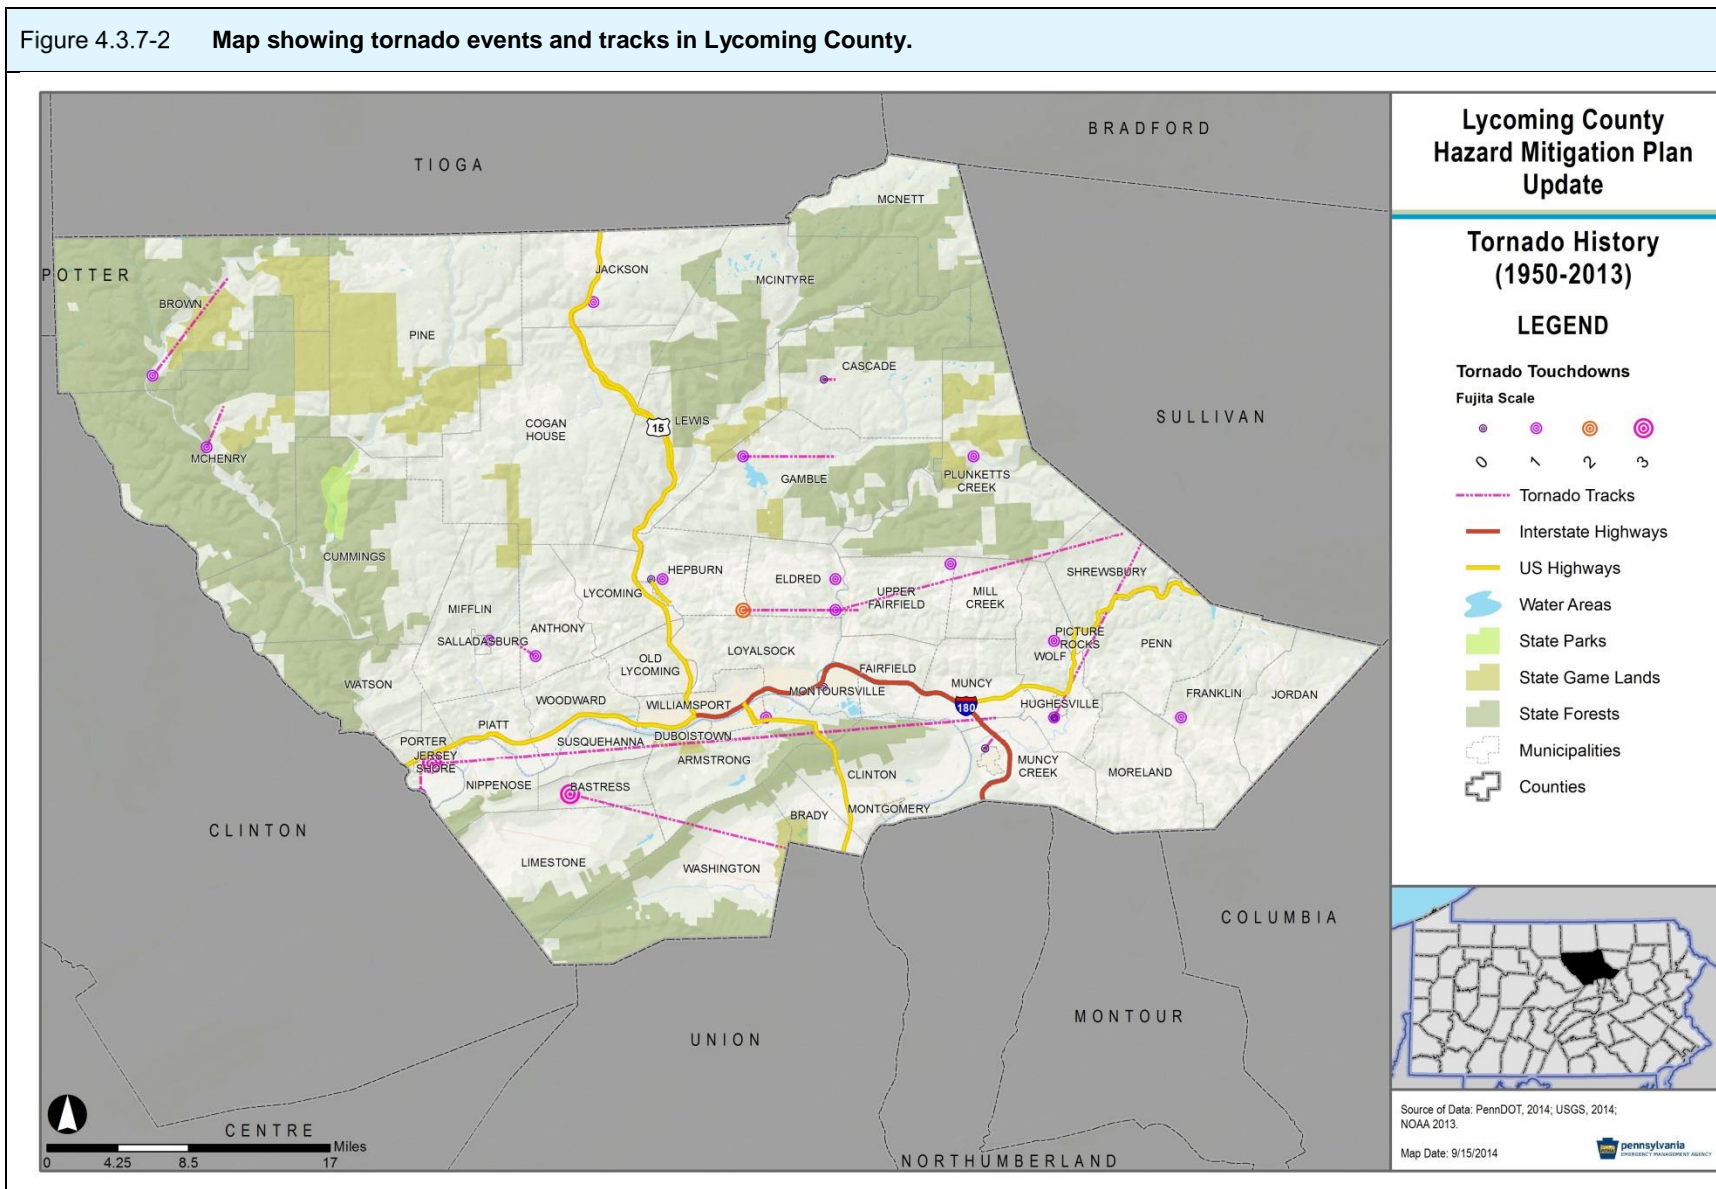 Figure 4.3.7-2 Map showing tornado events and tracks in Lycoming County.
TIOGA
BRADFORD
POTTER
SULLIVAN
CLINTON
COLUMBIA
MONTOUR
UNION
CENTRE
NORTHUMBERLAND
MCNETT
JACKSON
MCINTYRE
BROWN
PINE
CASCADE
COGAN
HOUSE
15
LEWIS
MCHENRY
GAMBLE
PLUNKETTS
CREEK
CUMMINGS
HEPBURN
ELDRED
SHREWSBURY
LYCOMING
UPPER
FAIRFIELD
MILL
CREEK
MIFFLIN
ANTHONY
SALLADASBURG
PICTURE
ROCKS
PENN
OLD
LYCOMING
LOYALSOCK
FAIRFIELD
WOLF
WATSON
MONTOURSVILLE
MUNCY
FRANKLIN
JORDAN
WOODWARD
WILLIAMSPORT
180
HUGHESVILLE
PIATT
PORTER
SUSQUEHANNA
DUBOISTOWN
JERSEY
SHORE
ARMSTRONG
MUNCY
CREEK
MORELAND
NIPPENOSE
BASTRESS
CLINTON
BRADY
MONTGOMERY
LIMESTONE
WASHINGTON
0 4.25 8.5 17 Miles
Lycoming County
Hazard Mitigation Plan
Update
Tornado History
(1950-2013)
LEGEND
Tornado Touchdowns
Fujita Scale
0 1 2 3
Tornado Tracks
Interstate Highways
US Highways
Water Areas
State Parks
State Game Lands
State Forests
Municipalities
Counties
Source of Data: PennDOT, 2014; USGS, 2014;
NOAA 2013.
Map Date: 9/15/2014
pennsylvania
EMERGENCY MANAGEMENT AGENCY